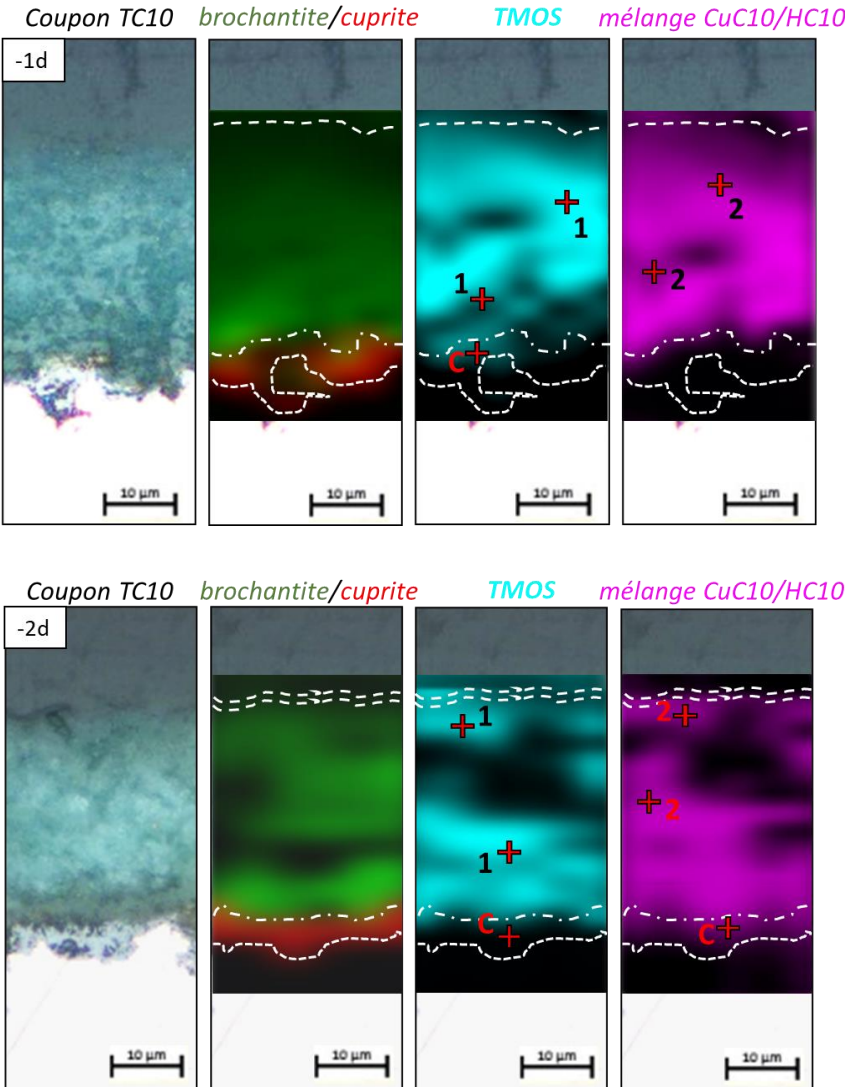 Coupon TC10 brochantite/cuprite TMOS mélange CuC10/HC10
-1d
1
2
1
2
C
10 µm 10 µm 10 µm 10 µm
Coupon TC10 brochantite/cuprite TMOS mélange CuC10/HC10
-2d
1
2
2
1
C
C
10 µm 10 µm 10 µm 10 µm